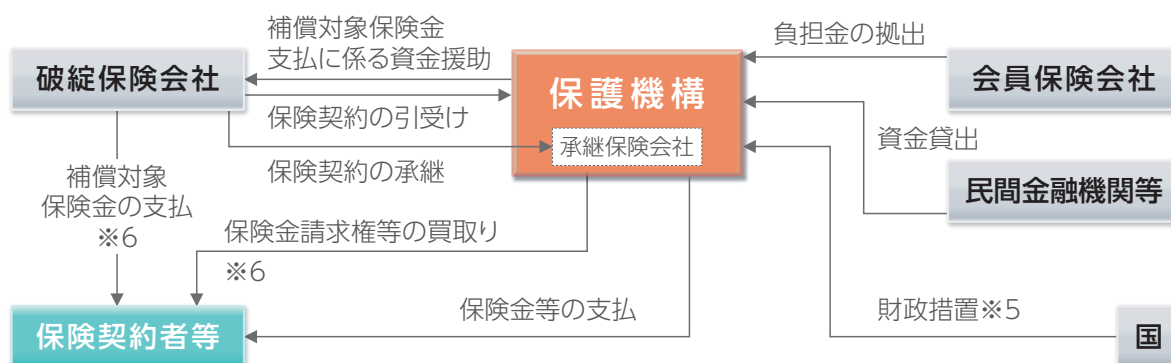 補償対象保険金
支払に係る資金援助
負担金の拠出
破綻保険会社
保護機構
会員保険会社
保険契約の引受け
承継保険会社
資金貸出
保険契約の承継
補償対象
保険金の支払
※6
民間金融機関等
保険金請求権等の買取り
※6
保険金等の支払
財政措置※5
保険契約者等
国